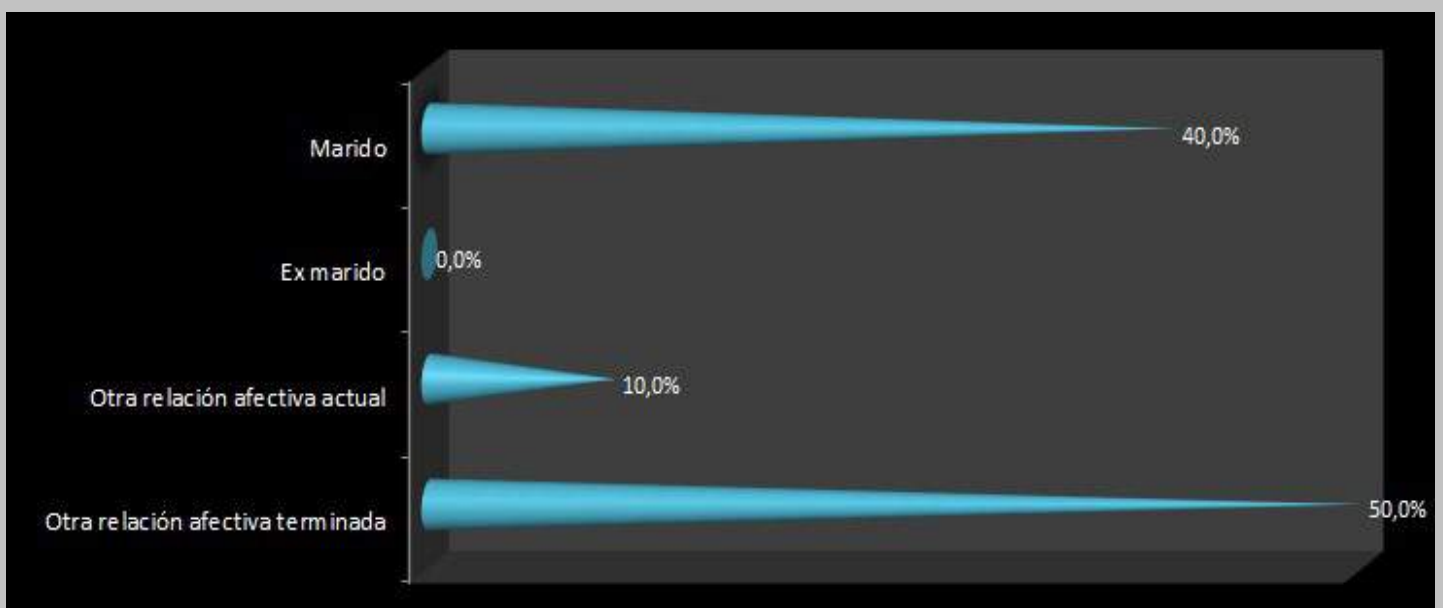 Marido 40,0%
Ex marido 0,0%
Otra relación afectiva actual 10,0%
Otra relación afectiva terminada 50,0%